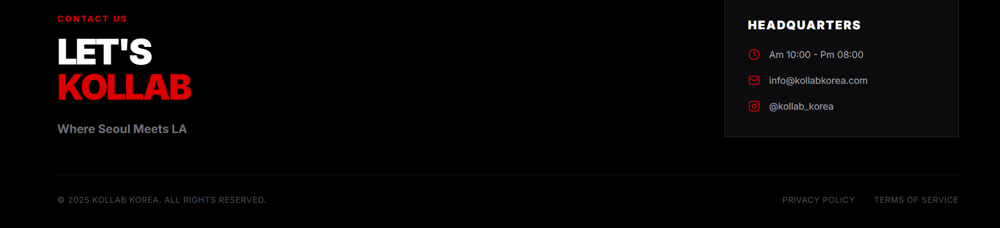 CONTACT US
LET'S
KOLLAB
Where Seoul Meets LA
HEADQUARTERS
Am 10:00 - Pm 08:00
info@kollabkorea.com
@kollab_korea
© 2025 KOLLAB KOREA. ALL RIGHTS RESERVED.
PRIVACY POLICY
TERMS OF SERVICE